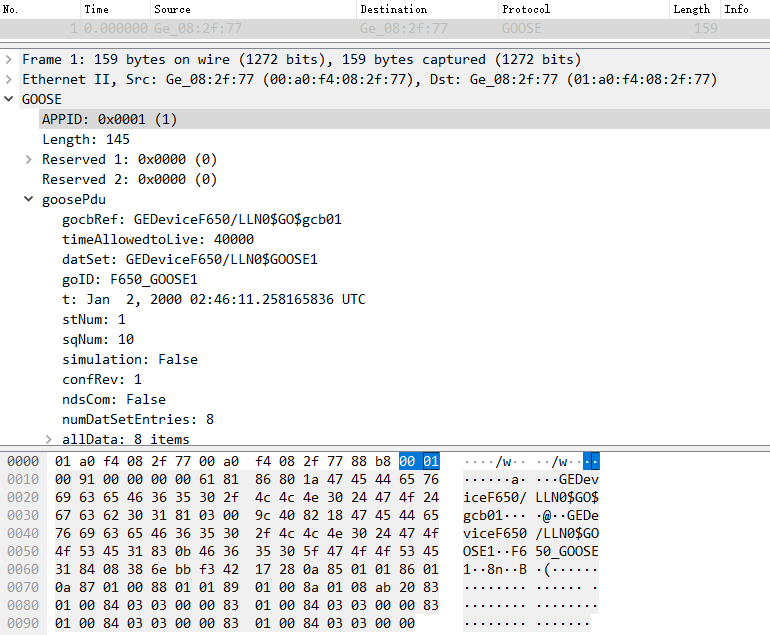 No. Time Source Destination Protocol Length Info
1 0.000000 Ge_08:2f:77 Ge_08:2f:77 GOOSE 159
Frame 1: 159 bytes on wire (1272 bits), 159 bytes captured (1272 bits)
Ethernet II, Src: Ge_08:2f:77 (00:a0:f4:08:2f:77), Dst: Ge_08:2f:77 (01:a0:f4:08:2f:77)
GOOSE
APPID: 0x0001 (1)
Length: 145
Reserved 1: 0x0000 (0)
Reserved 2: 0x0000 (0)
goosePdu
gocbRef: GEDeviceF650/LLN0$GO$gcb01
timeAllowedtoLive: 40000
datSet: GEDeviceF650/LLN0$GOOSE1
goID: F650_GOOSE1
t: Jan  2, 2000 02:46:11.258165836 UTC
stNum: 1
sqNum: 10
simulation: False
confRev: 1
ndsCom: False
numDatSetEntries: 8
allData: 8 items
0000 01 a0 f4 08 2f 77 00 a0 f4 08 2f 77 88 b8 00 01 ····/w·· ··/w····
0010 00 91 00 00 00 00 61 81 86 80 1a 47 45 44 65 76 ······a· ···GEDev
0020 69 63 65 46 36 35 30 2f 4c 4c 4e 30 24 47 4f 24 iceF650/ LLN0$GO$
0030 67 63 62 30 31 81 03 00 9c 40 82 18 47 45 44 65 gcb01··· ·@··GEDe
0040 76 69 63 65 46 36 35 30 2f 4c 4c 4e 30 24 47 4f viceF650 /LLN0$GO
0050 4f 53 45 31 83 0b 46 36 35 30 5f 47 4f 4f 53 45 OSE1··F6 50_GOOSE
0060 31 84 08 38 6e bb f3 42 17 28 0a 85 01 01 86 01 1··8n··B ·(······
0070 0a 87 01 00 88 01 01 89 01 00 8a 01 08 ab 20 83 ········ ······ ·
0080 01 00 84 03 03 00 00 83 01 00 84 03 03 00 00 83 ········ ········
0090 01 00 84 03 03 00 00 83 01 00 84 03 03 00 00 ········ ·······